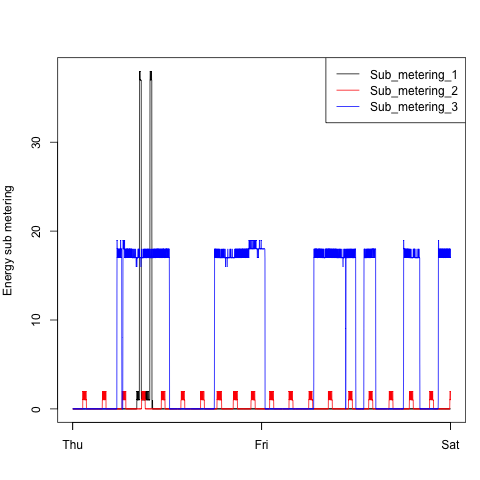 Sub_metering_1
Sub_metering_2
Sub_metering_3
Energy sub metering
30
20
10
0
Thu
Fri
Sat